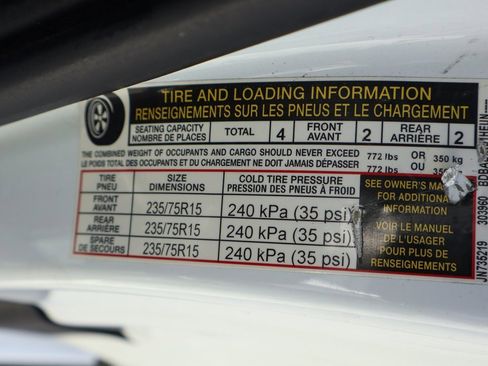 TIRE AND LOADING INFORMATION
RENSEIGNEMENTS SUR LES PNEUS ET LE CHARGEMENT
SEATING CAPACITY
NOMBRE DE PLACES
TOTAL 4
FRONT
AVANT 2
REAR
ARRIÈRE 2
THE COMBINED WEIGHT OF OCCUPANTS AND CARGO SHOULD NEVER EXCEED 772 lbs OR 350 kg
LE POIDS TOTAL DES OCCUPANTS ET DU CHARGEMENT NE DOIT JAMAIS DÉPASSER 772 lbs OU
TIRE
PNEU
SIZE
DIMENSIONS
COLD TIRE PRESSURE
PRESSION DES PNEUS À FROID
FRONT
AVANT
235/75R15 240 kPa (35 psi)
REAR
ARRIÈRE
235/75R15 240 kPa (35 psi)
SPARE
DE SECOURS
235/75R15 240 kPa (35 psi)
SEE OWNER'S
FOR ADDITIONAL
INFORMATION
VOIR LE MANUEL
DE L'USAGER
POUR PLUS DE
RENSEIGNEMENTS
JN735219 303960